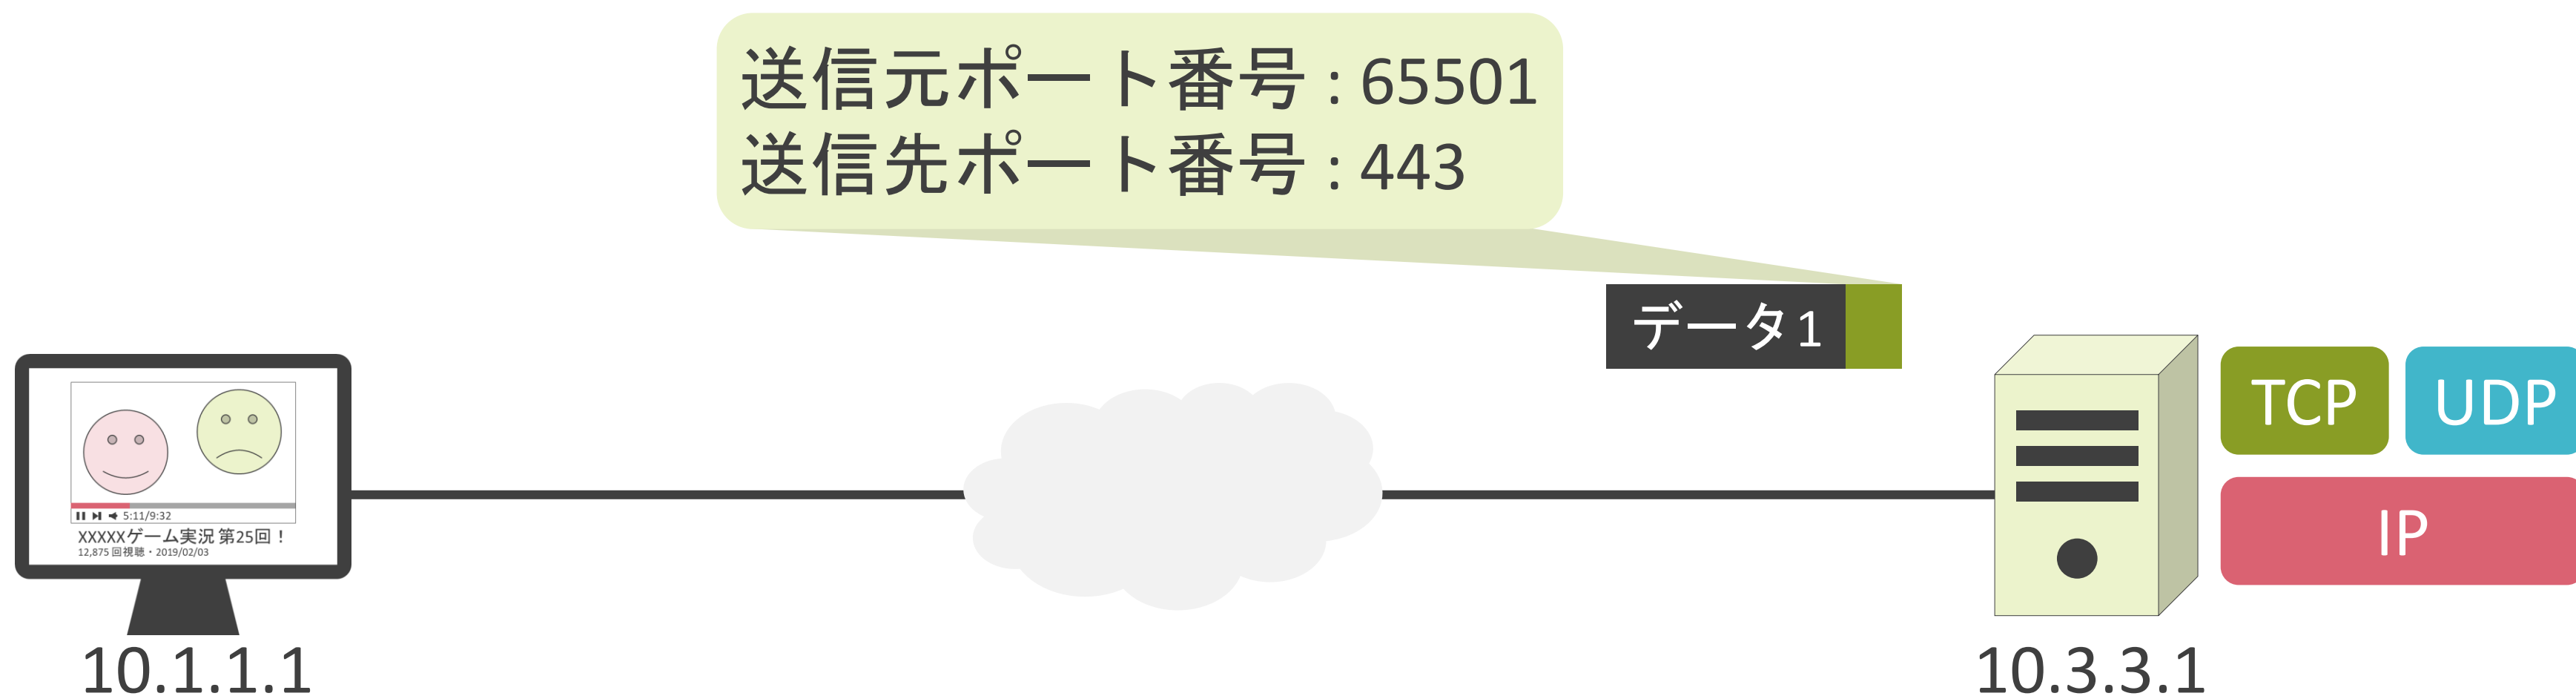 送信元ポート番号 : 65501
送信先ポート番号 : 443
データ1
5:11/9:32
XXXXXゲーム実況 第25回！
12,875 回視聴・2019/02/03
TCP
UDP
IP
10.1.1.1
10.3.3.1